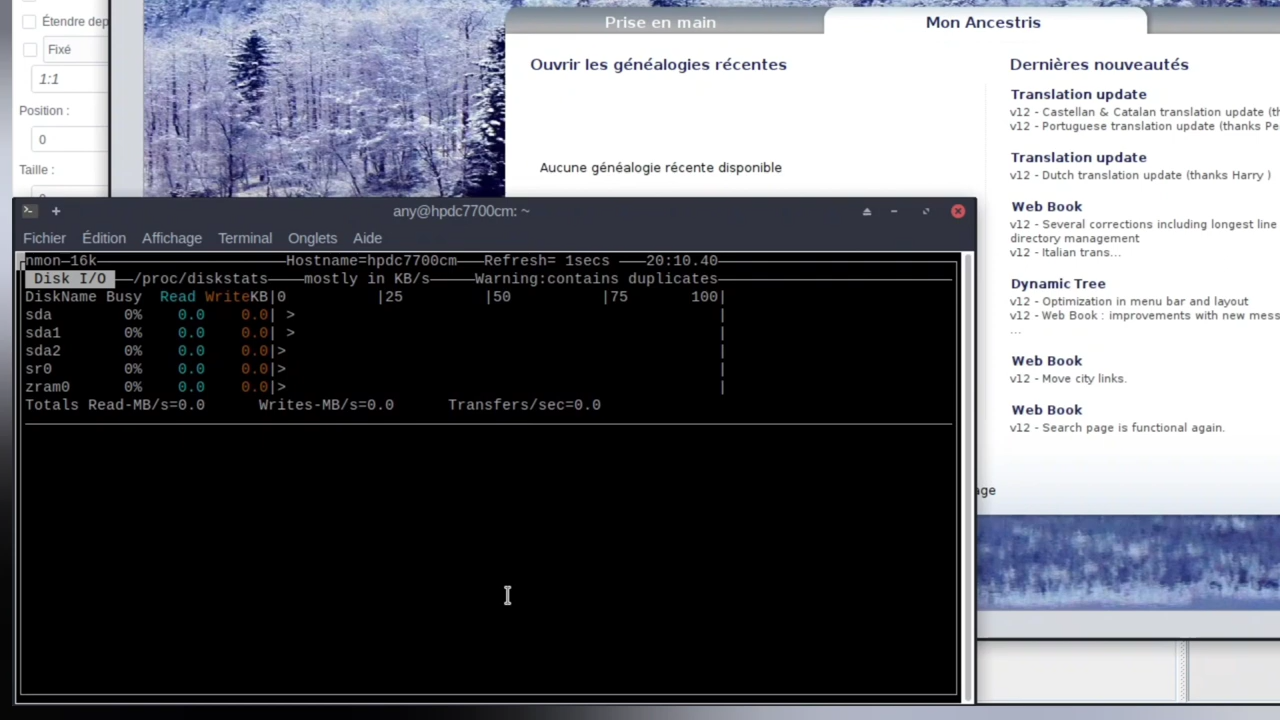 Étendre dep
Fixé
1:1
Position :
0
Taille :
Prise en main
Mon Ancestris
Ouvrir les généalogies récentes
Aucune généalogie récente disponible
Dernières nouveautés
Translation update
v12 - Castellan & Catalan translation update (th
v12 - Portuguese translation update (thanks Pe
Translation update
v12 - Dutch translation update (thanks Harry )
Web Book
v12 - Several corrections including longest line
directory management
v12 - Italian trans...
Dynamic Tree
v12 - Optimization in menu bar and layout
v12 - Web Book : improvements with new mess
...
Web Book
v12 - Move city links.
Web Book
v12 - Search page is functional again.
age
any@hpdc7700cm: ~
Fichier Édition Affichage Terminal Onglets Aide
nmon─16k Hostname=hpdc7700cm Refresh= 1secs 20:10.40
Disk I/O /proc/diskstats mostly in KB/s Warning:contains duplicates
DiskName Busy Read WriteKB|0 |25 |50 |75 100|
sda 0% 0.0 0.0| > |
sda1 0% 0.0 0.0| > |
sda2 0% 0.0 0.0|> |
sr0 0% 0.0 0.0|> |
zram0 0% 0.0 0.0|> |
Totals Read-MB/s=0.0 Writes-MB/s=0.0 Transfers/sec=0.0